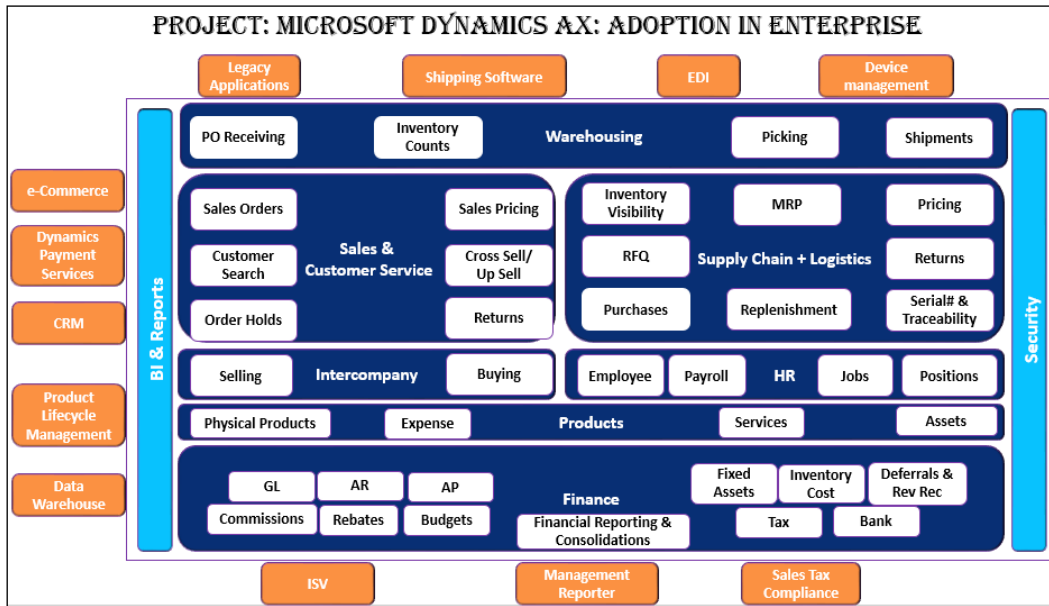 PROJECT: MICROSOFT DYNAMICS AX: ADOPTION IN ENTERPRISE
Legacy
Applications
Shipping Software
EDI
Device
management
e-Commerce
Dynamics
Payment
Services
CRM
Product
Lifecycle
Management
Data
Warehouse
BI & Reports
PO Receiving
Inventory
Counts
Warehousing
Picking
Shipments
Sales Orders
Sales Pricing
Sales &
Customer Service
Customer
Search
Cross Sell/
Up Sell
Order Holds
Returns
Inventory
Visibility
MRP
Pricing
RFQ
Supply Chain + Logistics
Returns
Purchases
Replenishment
Serial# &
Traceability
Selling
Intercompany
Buying
Employee
Payroll
HR
Jobs
Positions
Physical Products
Expense
Products
Services
Assets
GL
AR
AP
Finance
Fixed
Assets
Inventory
Cost
Deferrals &
Rev Rec
Commissions
Rebates
Budgets
Financial Reporting &
Consolidations
Tax
Bank
Security
ISV
Management
Reporter
Sales Tax
Compliance